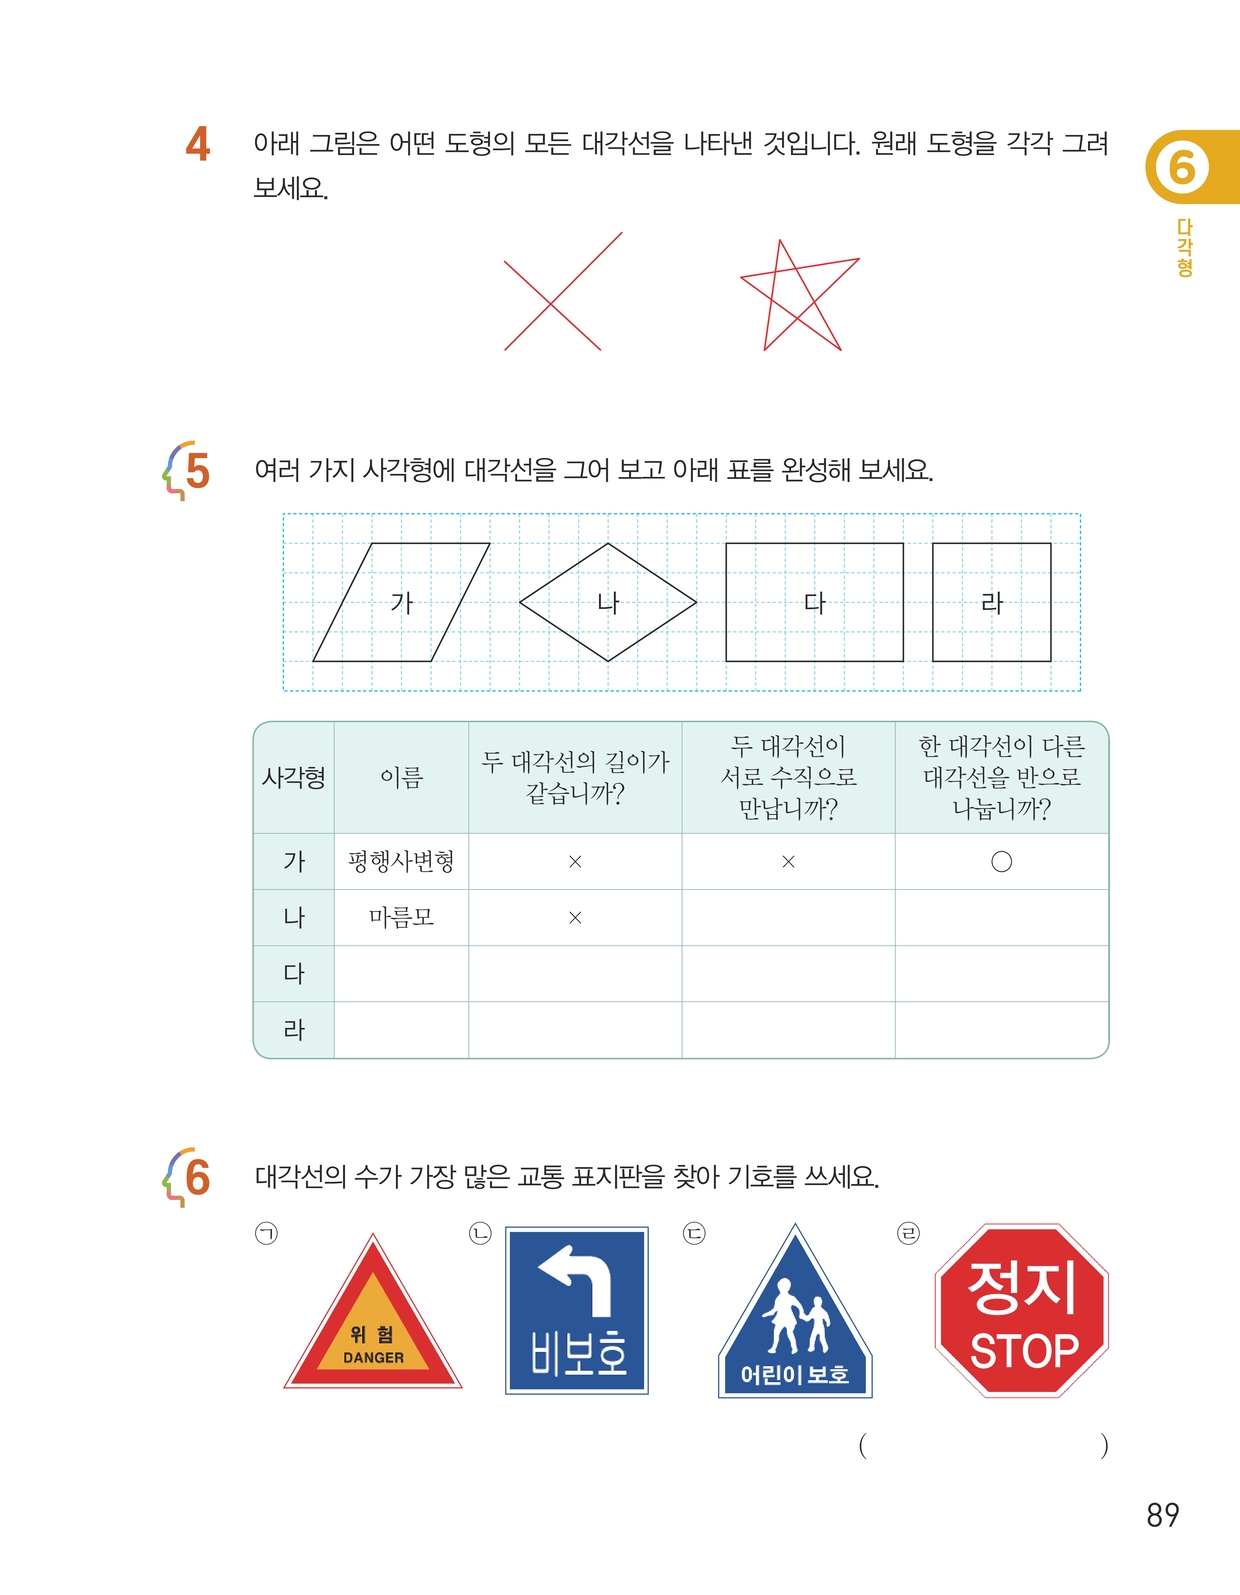 4 아래 그림은 어떤 도형의 모든 대각선을 나타낸 것입니다. 원래 도형을 각각 그려
보세요.
6
다각형
5 여러 가지 사각형에 대각선을 그어 보고 아래 표를 완성해 보세요.
가 나 다 라
사각형 이름 두 대각선의 길이가 같습니까? 두 대각선이 서로 수직으로 만납니까? 한 대각선이 다른 대각선을 반으로 나눕니까?
가 평행사변형 × × ○
나 마름모 ×
다
라
6 대각선의 수가 가장 많은 교통 표지판을 찾아 기호를 쓰세요.
㉠ ㉡ ㉢ ㉣
위 험
DANGER
비보호
어린이 보호
정지
STOP
( )
89